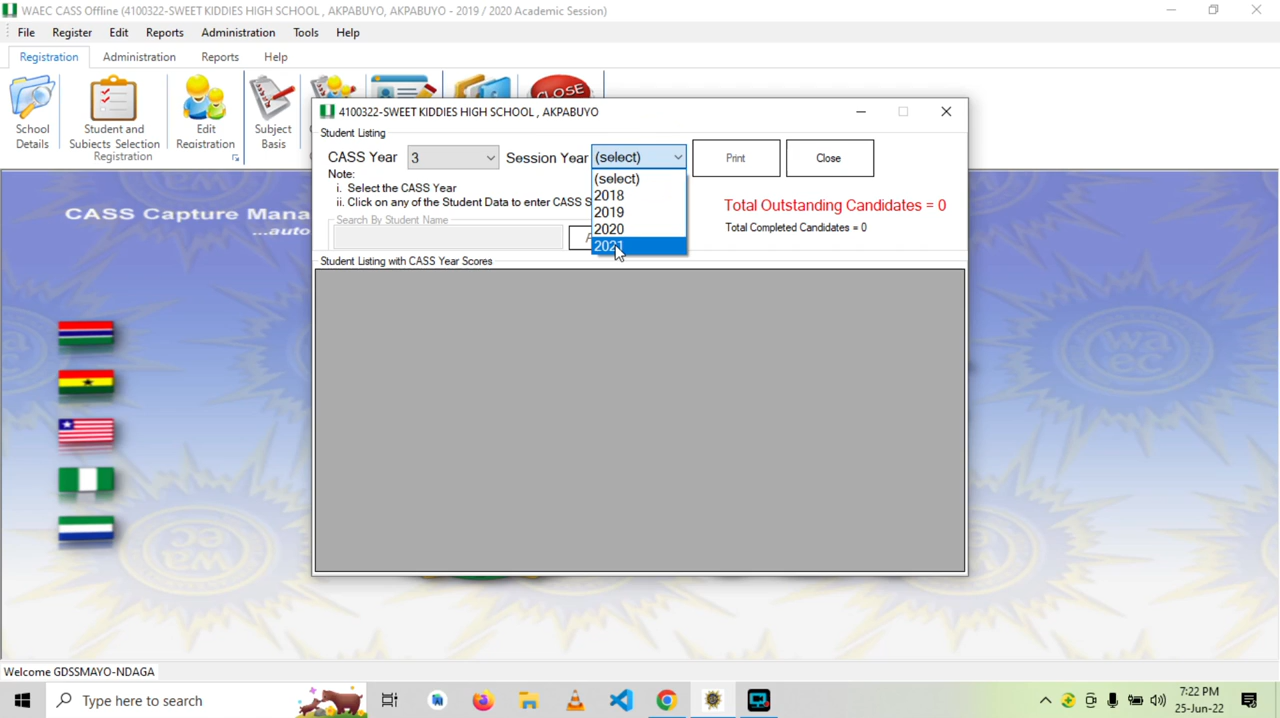 WAEC CASS Offline (4100322-SWEET KIDDIES HIGH SCHOOL , AKPABUYO, AKPABUYO - 2019 / 2020 Academic Session)
File Register Edit Reports Administration Tools Help
Registration Administration Reports Help
CLOSE
School Details
Student and Subjects Selection
Edit Registration
Subject Basis
Registration
4100322-SWEET KIDDIES HIGH SCHOOL , AKPABUYO
Student Listing
CASS Year 3 Session Year (select) Print Close
Note:
i. Select the CASS Year
ii. Click on any of the Student Data to enter CASS S
(select)
2018
2019
2020
2021
Total Outstanding Candidates = 0
Total Completed Candidates = 0
Search By Student Name
Student Listing with CASS Year Scores
CASS Capture Mana
...auto
waec
Welcome GDSSMAYO-NDAGA
Type here to search
7:22 PM
25-Jun-22